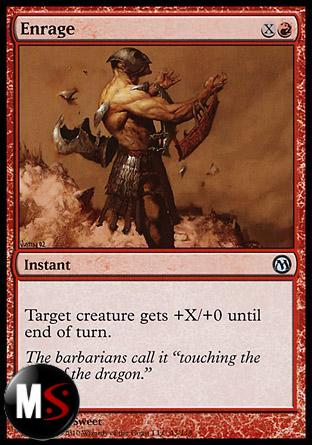 Enrage
X R
Instant
Target creature gets +X/+0 until
end of turn.
The barbarians call it “touching the
of the dragon.”
MS
Sweet